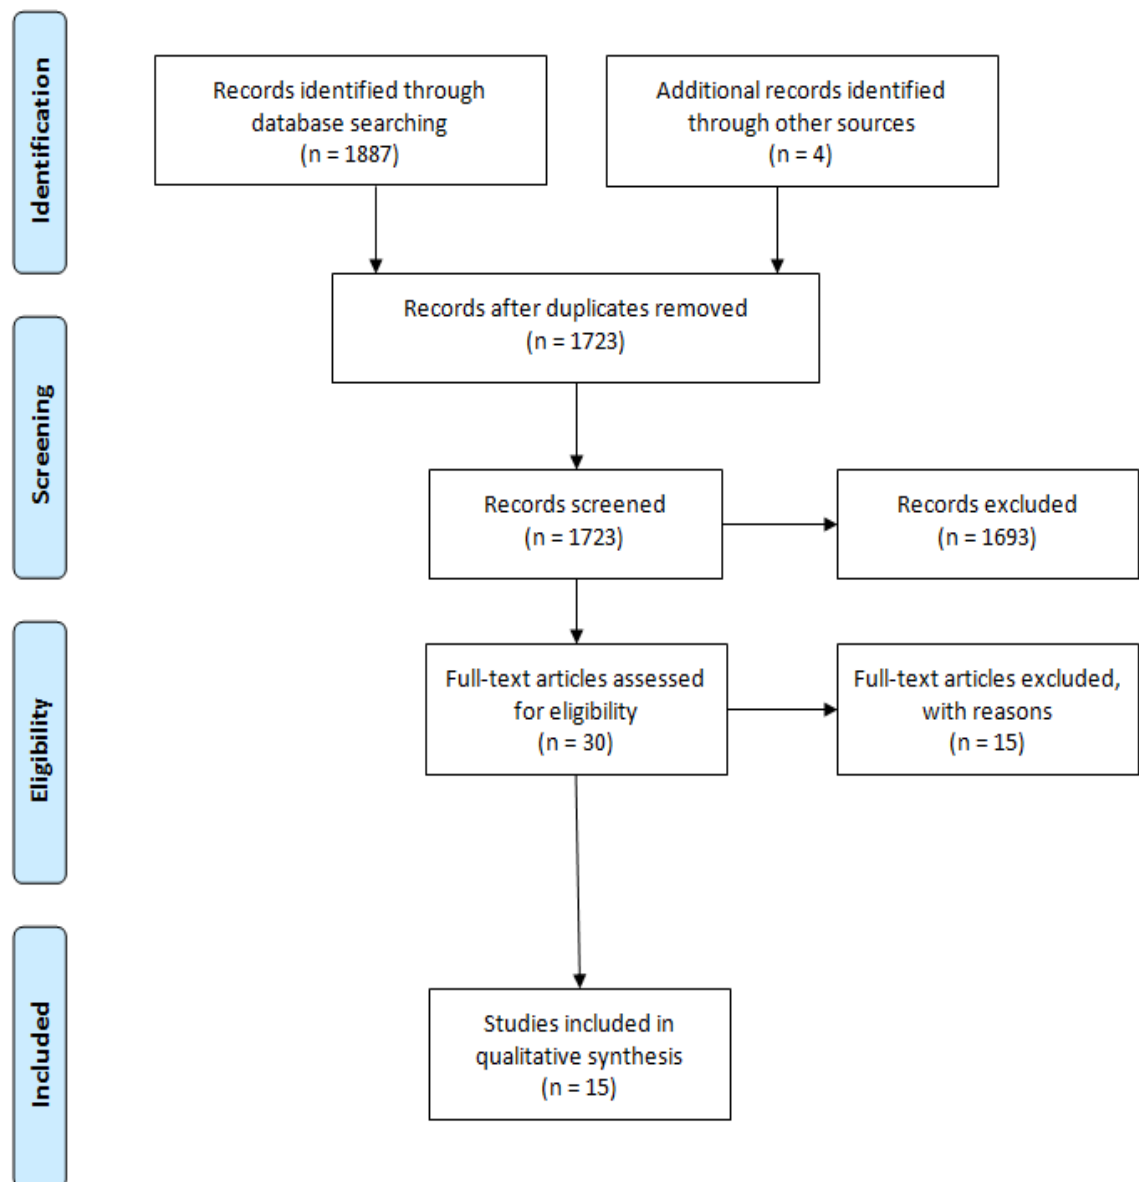 Identification
Records identified through
database searching
(n = 1887)
Additional records identified
through other sources
(n = 4)
Records after duplicates removed
(n = 1723)
Screening
Records screened
(n = 1723)
Records excluded
(n = 1693)
Eligibility
Full-text articles assessed
for eligibility
(n = 30)
Full-text articles excluded,
with reasons
(n = 15)
Included
Studies included in
qualitative synthesis
(n = 15)